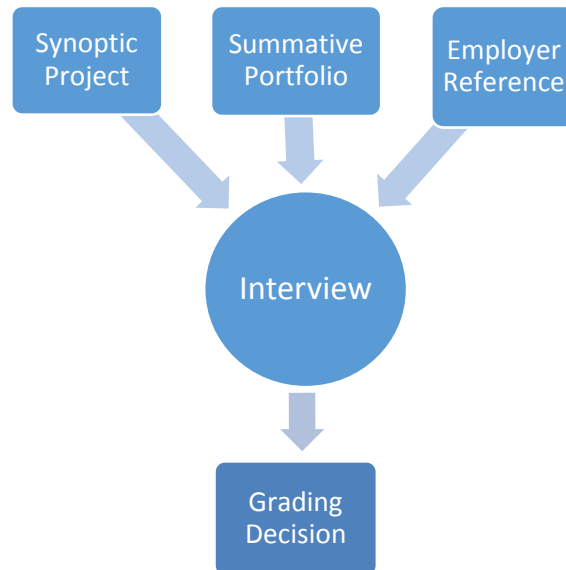 Synoptic
Project
Summative
Portfolio
Employer
Reference
Interview
Grading
Decision